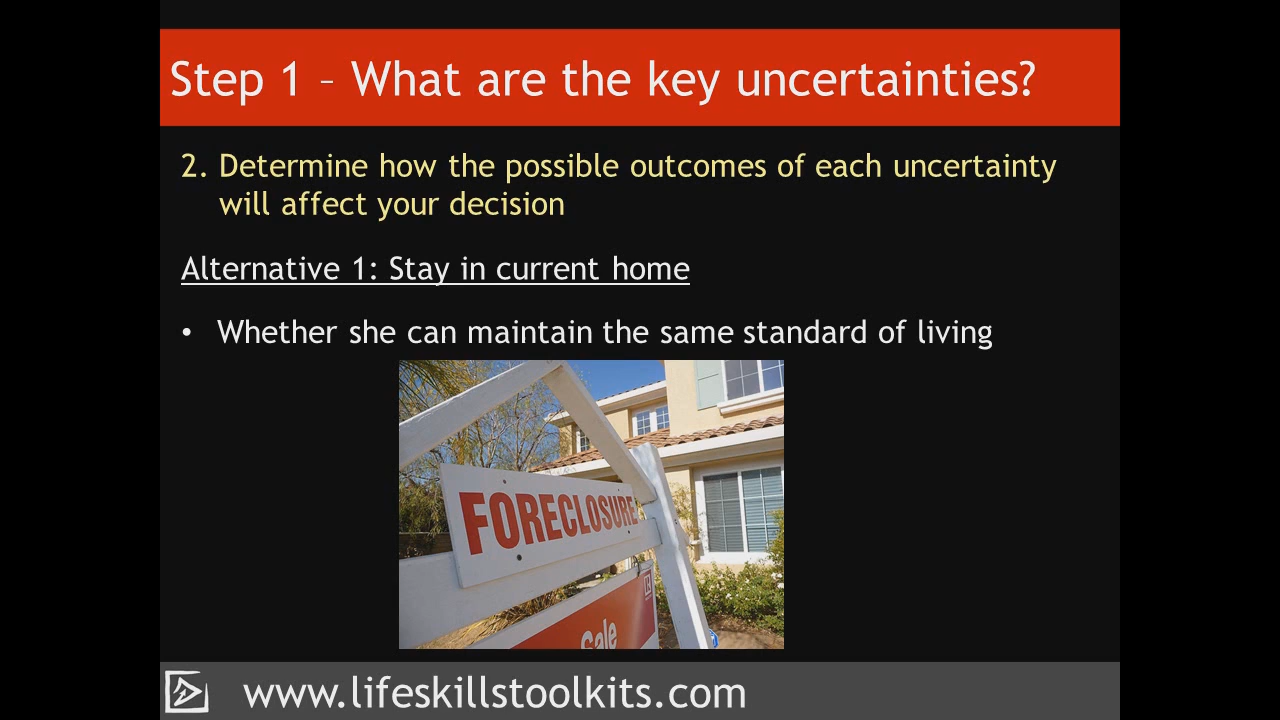 Step 1 – What are the key uncertainties?
2. Determine how the possible outcomes of each uncertainty
will affect your decision
Alternative 1: Stay in current home
• Whether she can maintain the same standard of living
FORECLOSURE
Sale
www.lifeskillstoolkits.com